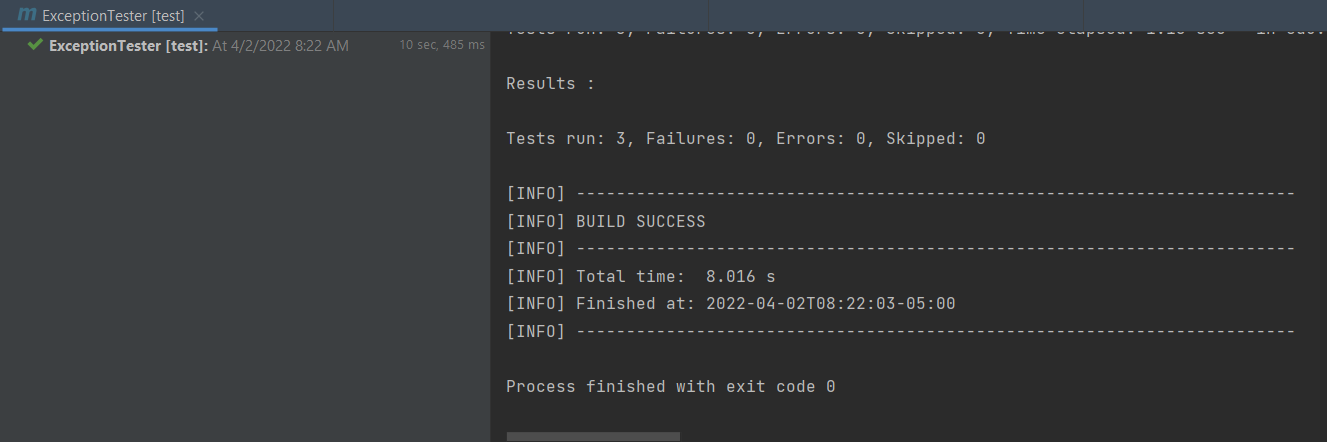 m ExceptionTester [test] ×
ExceptionTester [test]: At 4/2/2022 8:22 AM 10 sec, 485 ms
Results :
Tests run: 3, Failures: 0, Errors: 0, Skipped: 0
[INFO] ------------------------------------------------------------------------
[INFO] BUILD SUCCESS
[INFO] ------------------------------------------------------------------------
[INFO] Total time:  8.016 s
[INFO] Finished at: 2022-04-02T08:22:03-05:00
[INFO] ------------------------------------------------------------------------
Process finished with exit code 0